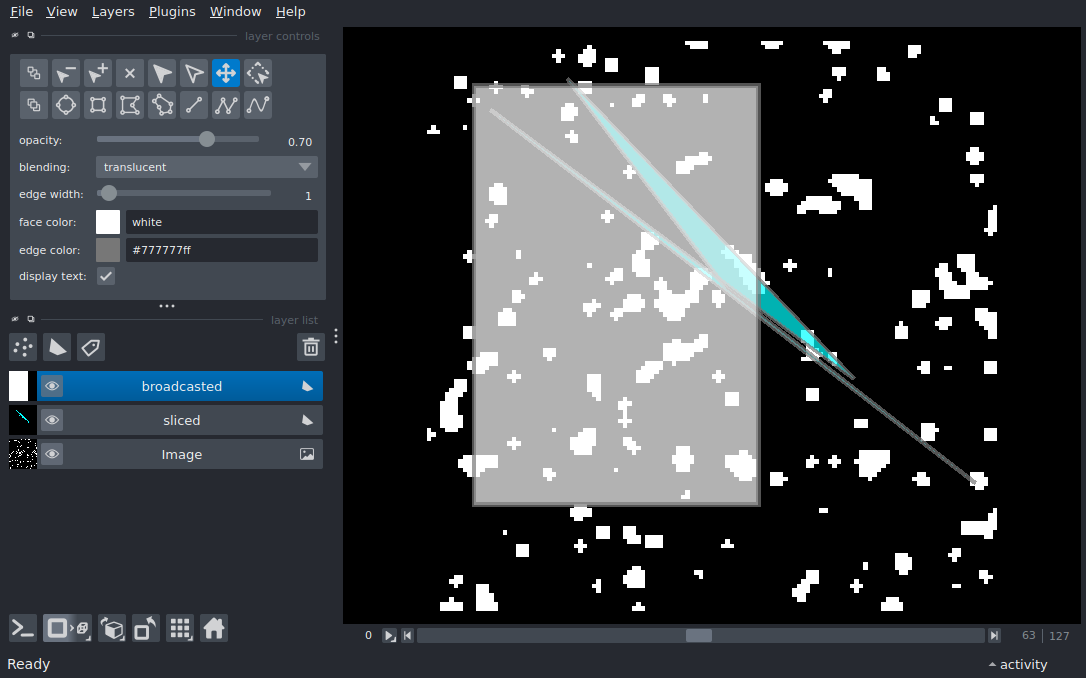 File View Layers Plugins Window Help
layer controls
opacity: 0.70
blending: translucent
edge width: 1
face color: white
edge color: #777777ff
display text:
layer list
broadcasted
sliced
Image
0 63 127
Ready activity